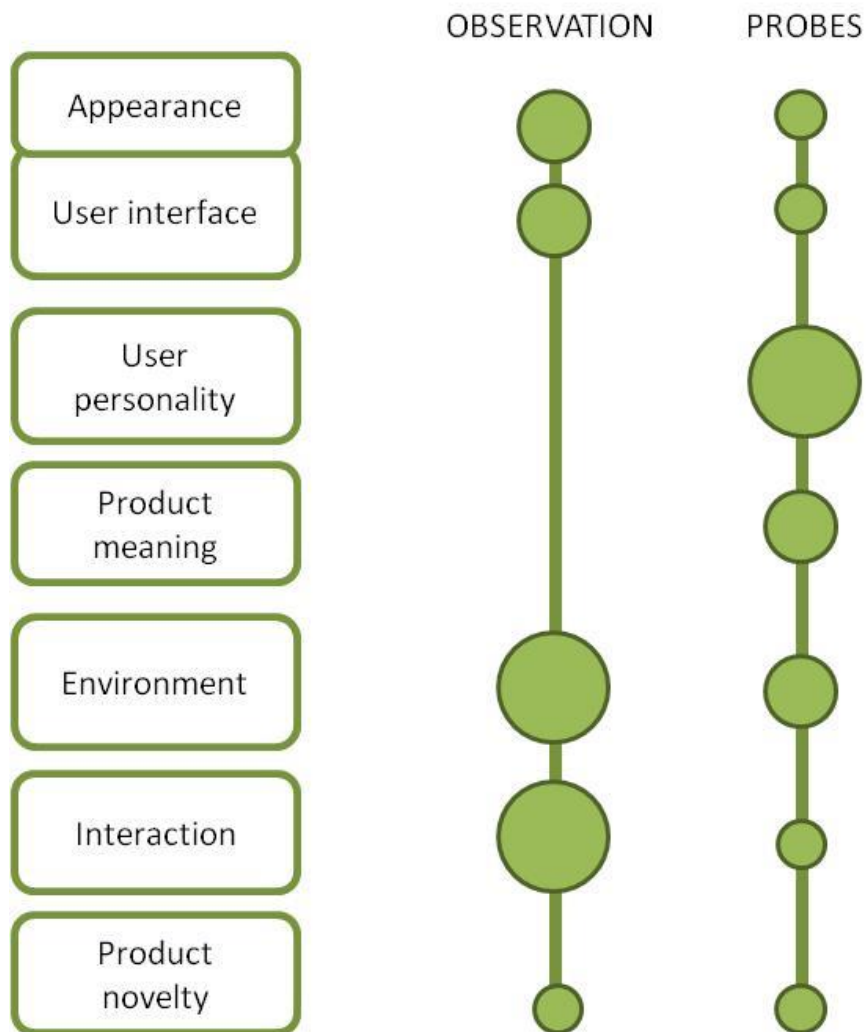 OBSERVATION PROBES
Appearance
User interface
User
personality
Product
meaning
Environment
Interaction
Product
novelty